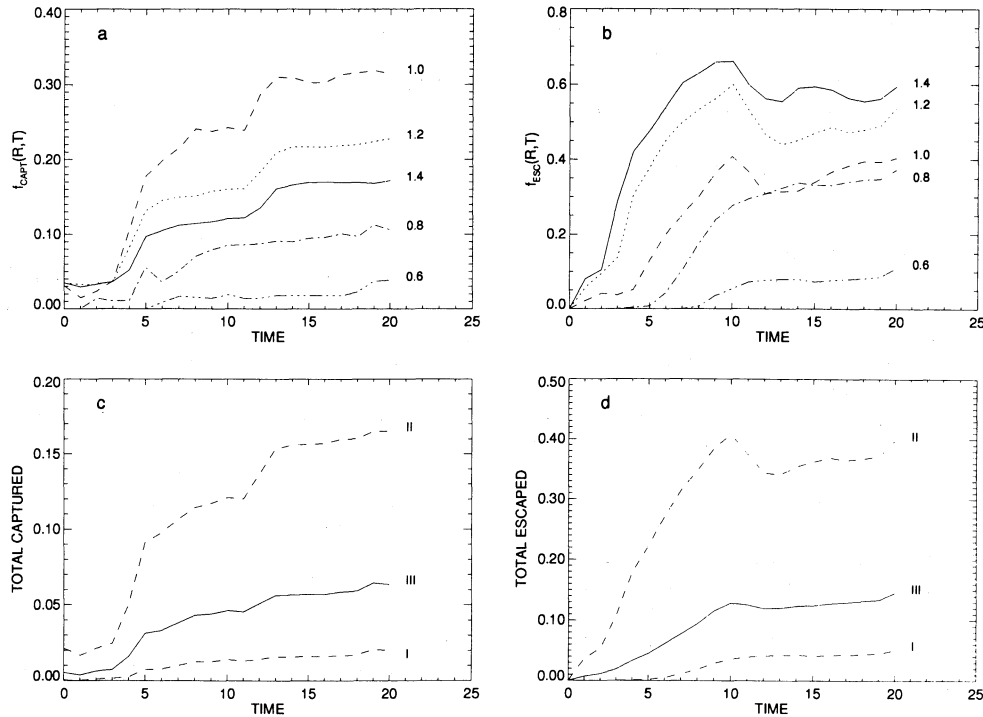 a
f_CAPT(R,T)
0.30
0.20
0.10
0.00
1.0
1.2
1.4
0.8
0.6
0 5 10 15 20 25
TIME
b
f_ESC(R,T)
0.8
0.6
0.4
0.2
0.0
1.4
1.2
1.0
0.8
0.6
0 5 10 15 20 25
TIME
c
TOTAL CAPTURED
0.20
0.15
0.10
0.05
0.00
II
III
I
0 5 10 15 20 25
TIME
d
TOTAL ESCAPED
0.50
0.40
0.30
0.20
0.10
0.00
II
III
I
0 5 10 15 20 25
TIME